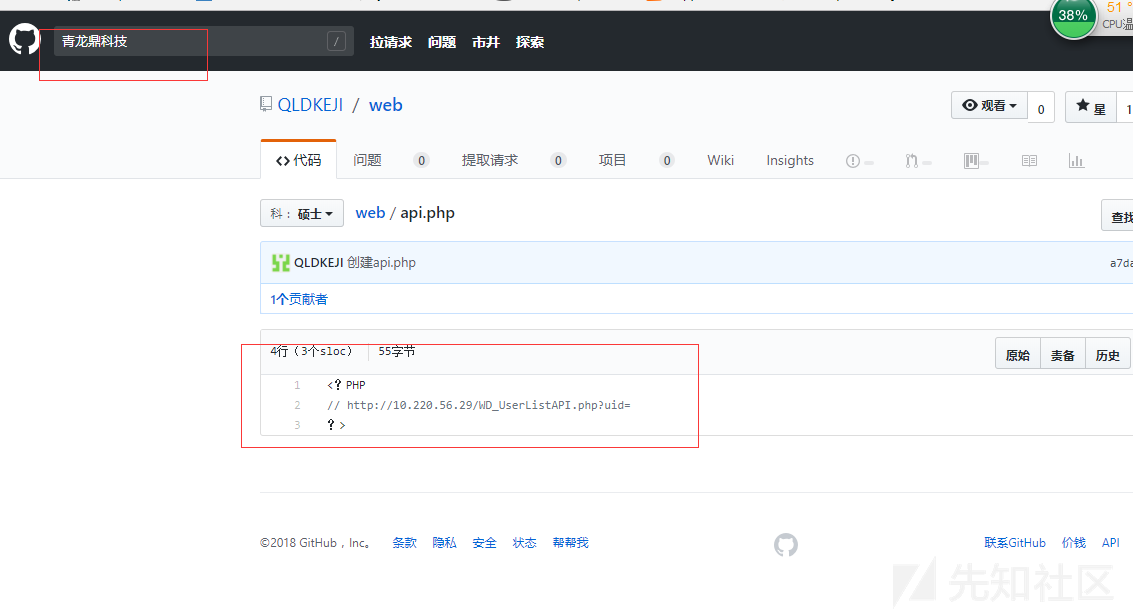 38%
51 °
CPU温
青龙鼎科技 /
拉请求 问题 市井 探索
QLDKEJI / web
观看 0 星 1
代码 问题 0 提取请求 0 项目 0 Wiki Insights
科： 硕士 web / api.php
查找
QLDKEJI 创建api.php
a7da
1个贡献者
4行（3个sloc） 55字节
原始 责备 历史
1 <? PHP
2 // http://10.220.56.29/WD_UserListAPI.php?uid=
3 ? >
©2018 GitHub，Inc。 条款 隐私 安全 状态 帮帮我
联系GitHub 价钱 API
先知社区